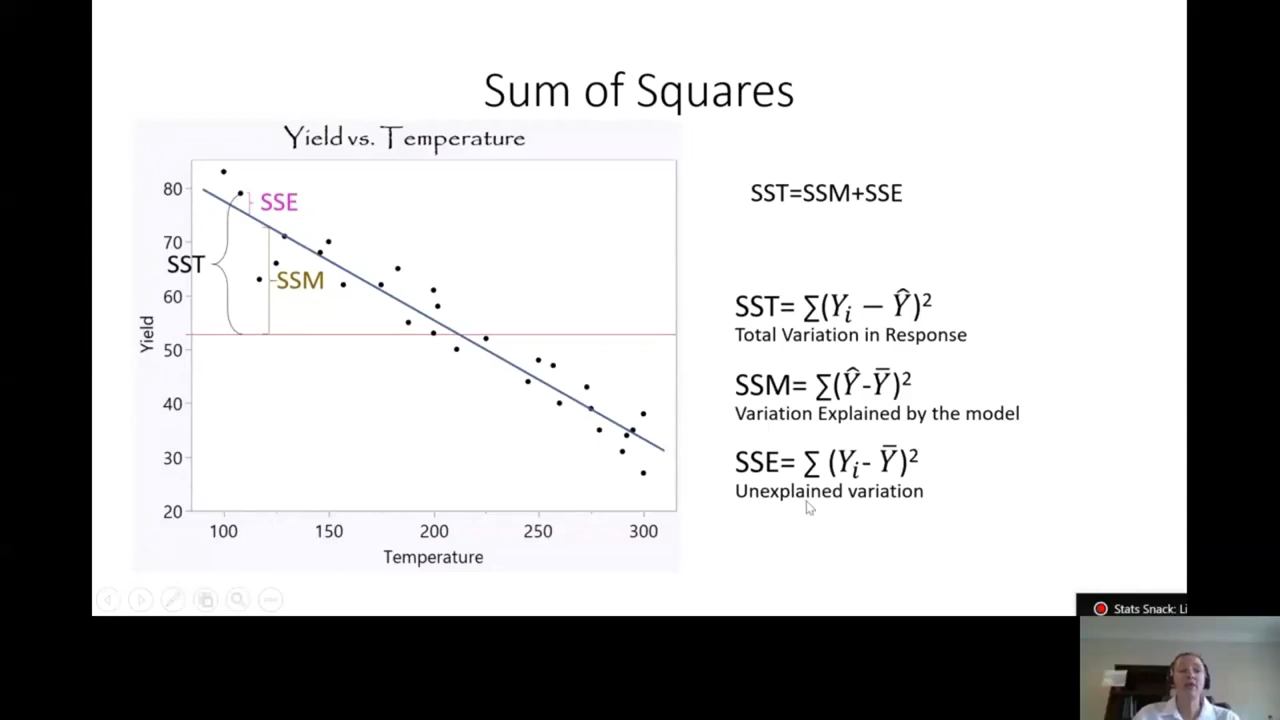 Sum of Squares
Yield vs. Temperature
80
70
60
50
40
30
20
Yield
SSE
SST
SSM
100
150
200
250
300
Temperature
SST=SSM+SSE
SST= ∑(Yᵢ − Ŷ)²
Total Variation in Response
SSM= ∑(Ŷ-Ȳ)²
Variation Explained by the model
SSE= ∑ (Yᵢ- Ȳ)²
Unexplained variation
Stats Snack: Li